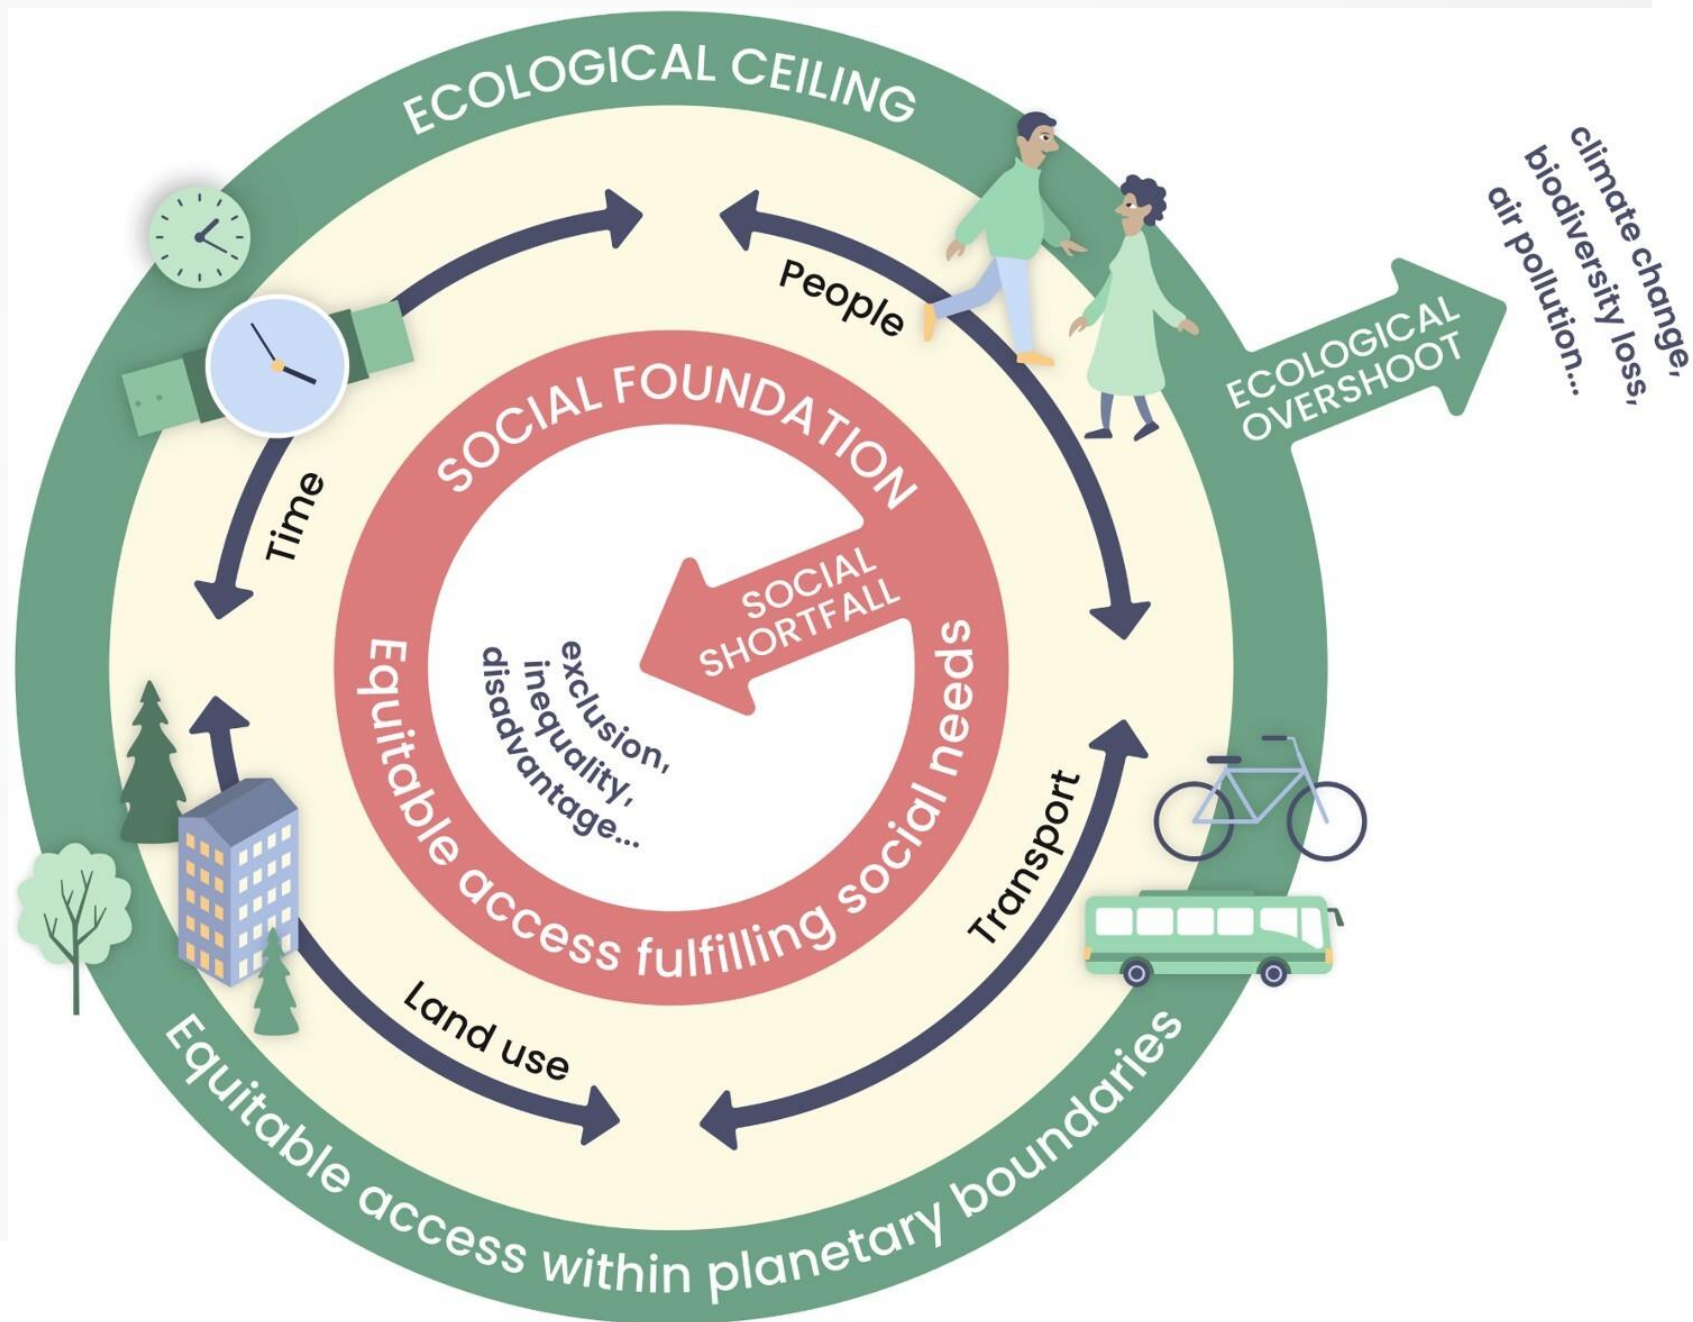 ECOLOGICAL CEILING
climate change,
biodiversity loss,
air pollution...
People
ECOLOGICAL
OVERSHOOT
SOCIAL FOUNDATION
Time
SOCIAL
SHORTFALL
exclusion,
inequality,
disadvantage...
Equitable access fulfilling social needs
Transport
Land use
Equitable access within planetary boundaries